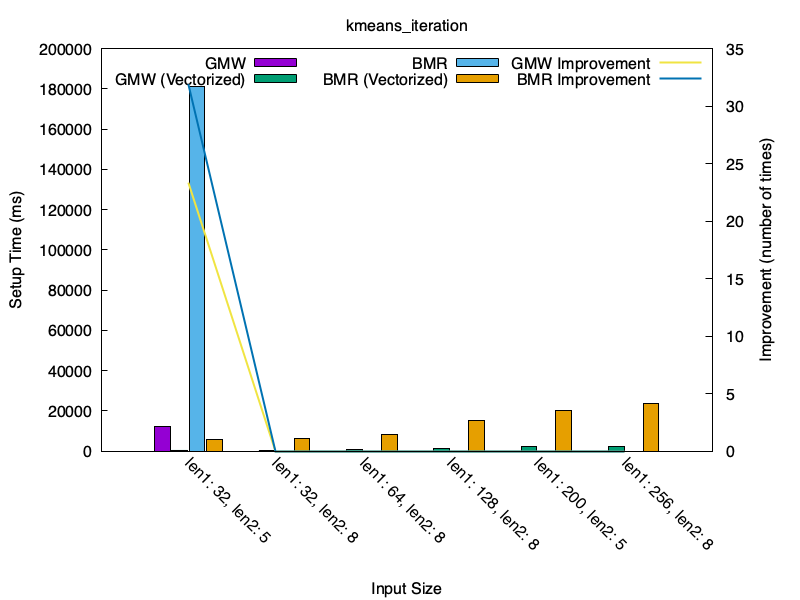 kmeans_iteration
GMW
GMW (Vectorized)
BMR
BMR (Vectorized)
GMW Improvement
BMR Improvement
Setup Time (ms)
200000
180000
160000
140000
120000
100000
80000
60000
40000
20000
0
35
30
25
20
15
10
5
0
Improvement (number of times)
len1: 32, len2: 5
len1: 32, len2: 8
len1: 64, len2: 8
len1: 128, len2: 8
len1: 200, len2: 5
len1: 256, len2: 8
Input Size